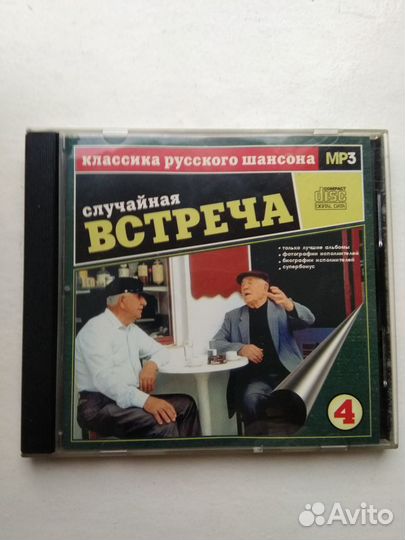 классика русского шансона MP3
случайная
ВСТРЕЧА
COMPACT
disc
DIGITAL DATA
• только лучшие альбомы
• фотографии исполнителей
• биографии исполнителей
• супербонус
4
Avito